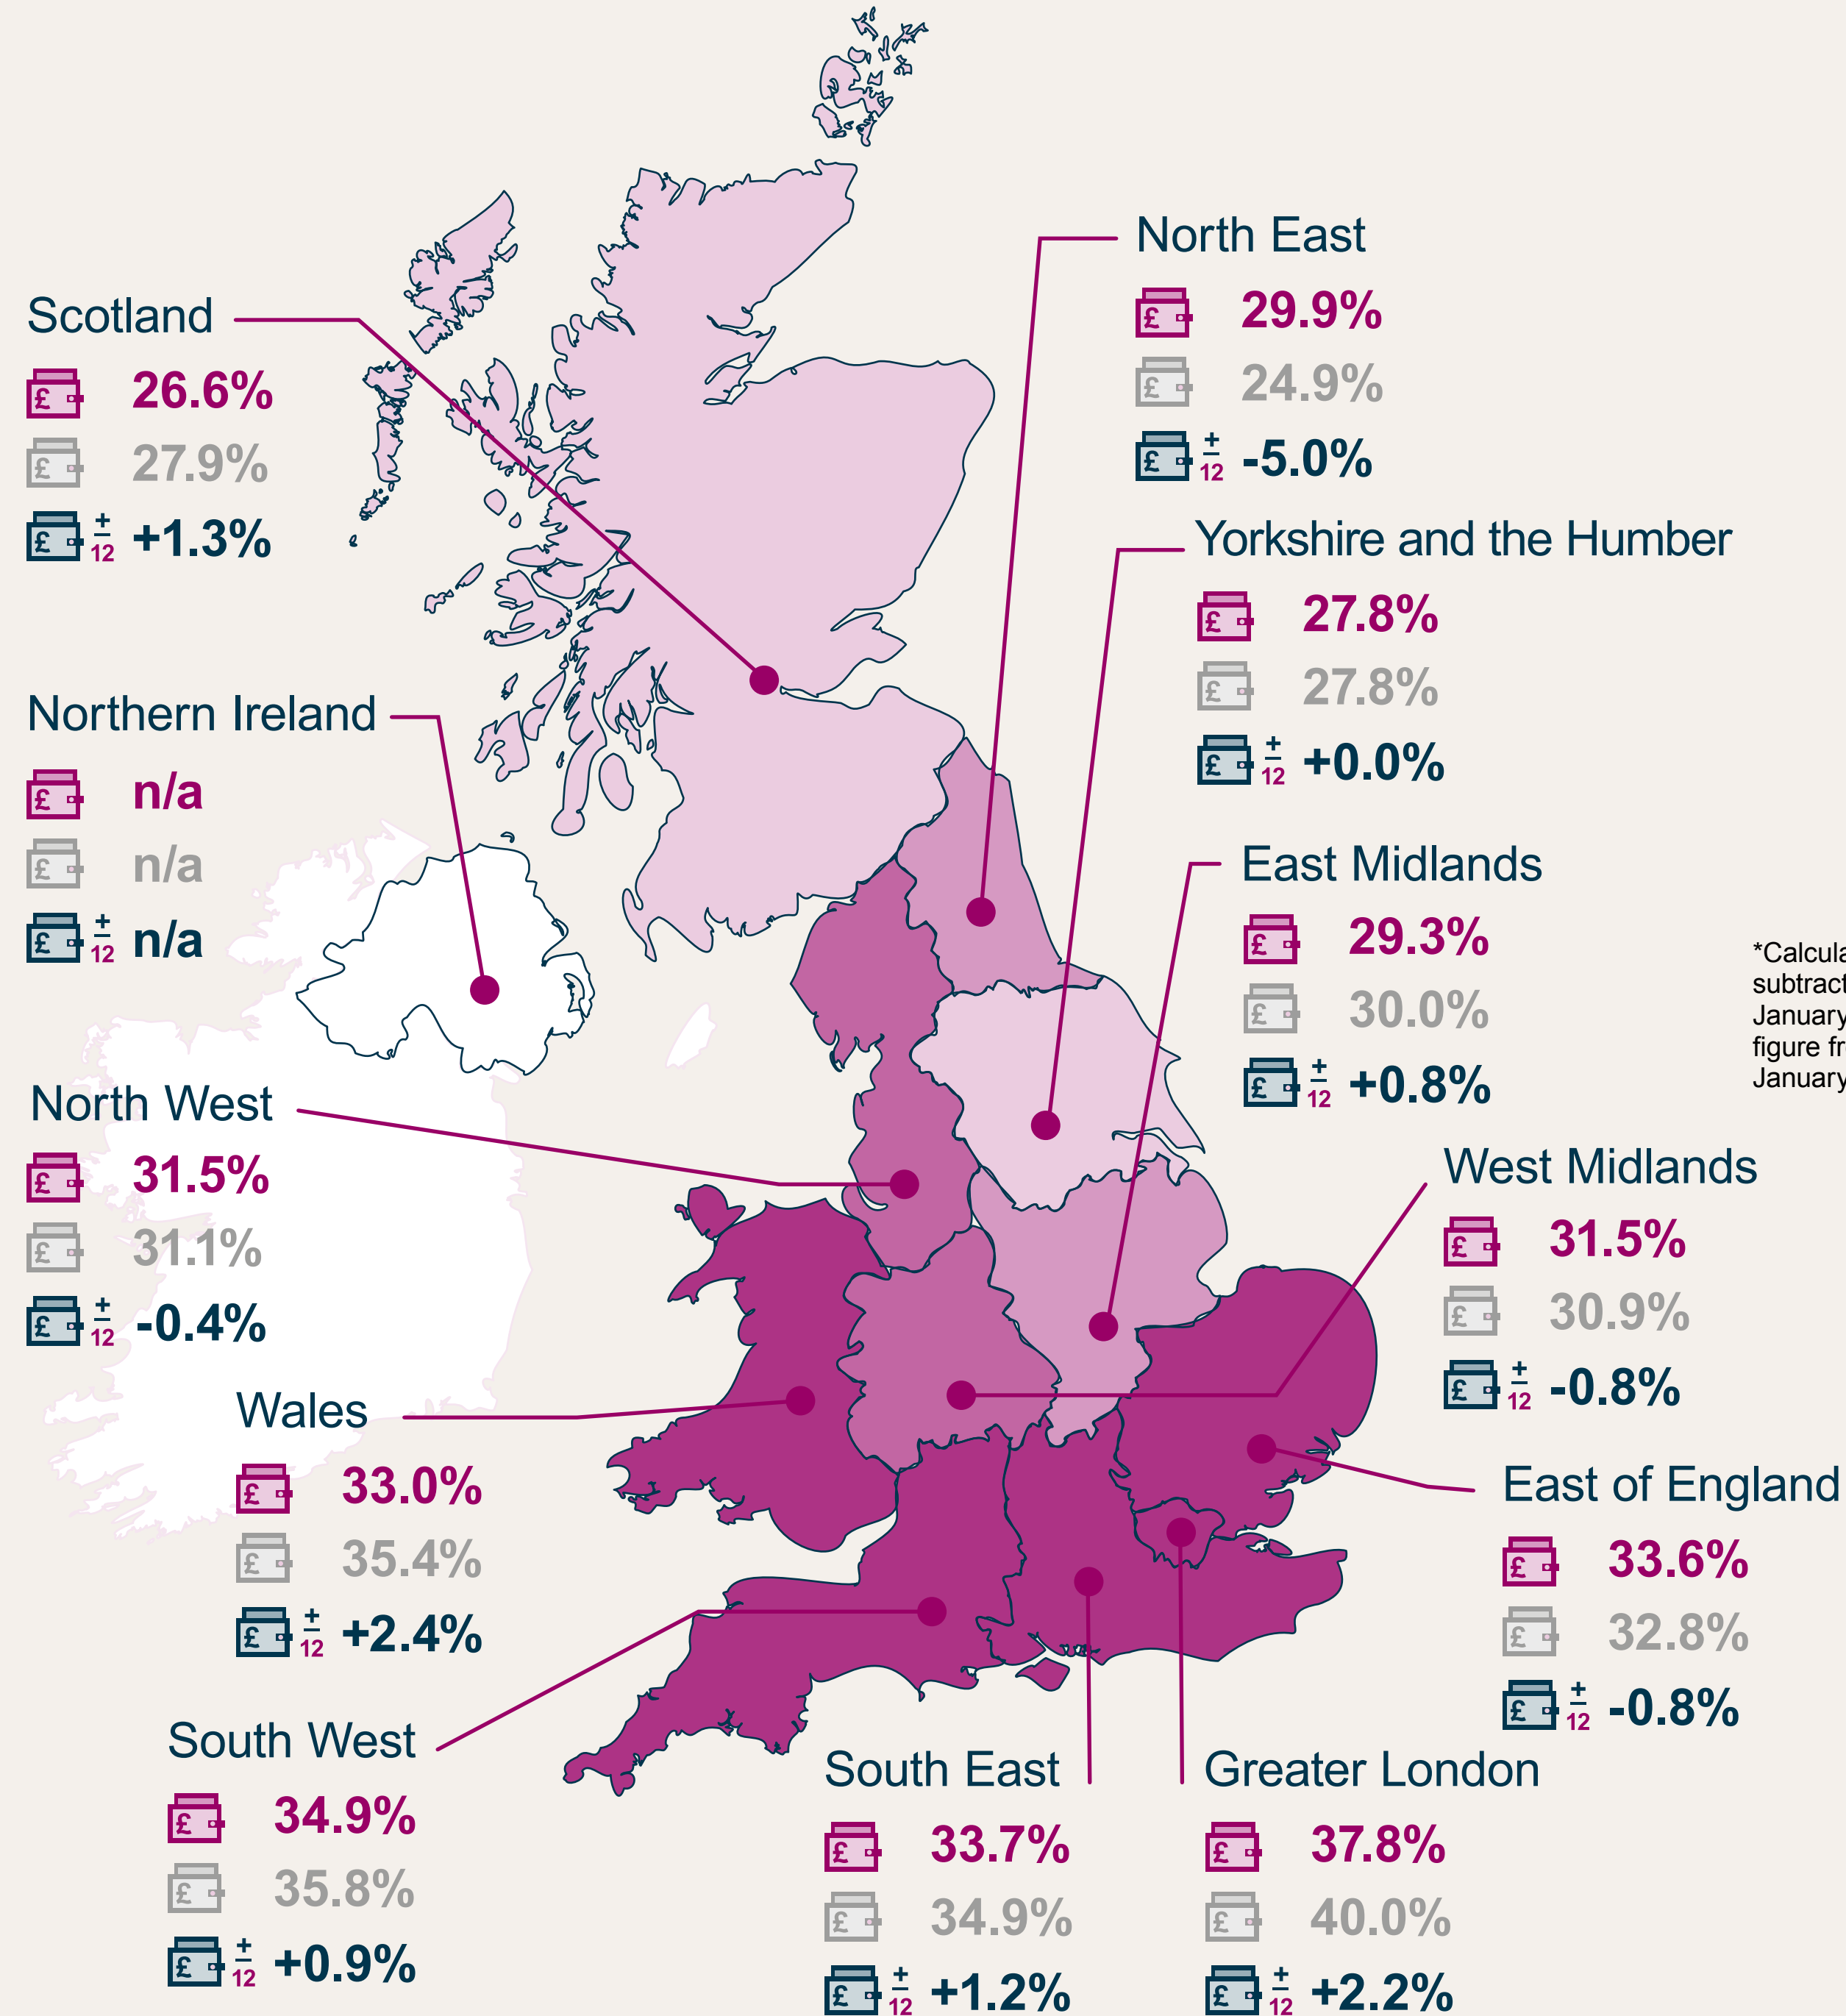 Scotland
£ 26.6%
£ 27.9%
£ ± 12 +1.3%
Northern Ireland
£ n/a
£ n/a
£ ± 12 n/a
North West
£ 31.5%
£ 31.1%
£ ± 12 -0.4%
Wales
£ 33.0%
£ 35.4%
£ ± 12 +2.4%
South West
£ 34.9%
£ 35.8%
£ ± 12 +0.9%
North East
£ 29.9%
£ 24.9%
£ ± 12 -5.0%
Yorkshire and the Humber
£ 27.8%
£ 27.8%
£ ± 12 +0.0%
East Midlands
£ 29.3%
£ 30.0%
£ ± 12 +0.8%
*Calcula
subtract
January
figure fr
January
West Midlands
£ 31.5%
£ 30.9%
£ ± 12 -0.8%
East of England
£ 33.6%
£ 32.8%
£ ± 12 -0.8%
South East
£ 33.7%
£ 34.9%
£ ± 12 +1.2%
Greater London
£ 37.8%
£ 40.0%
£ ± 12 +2.2%